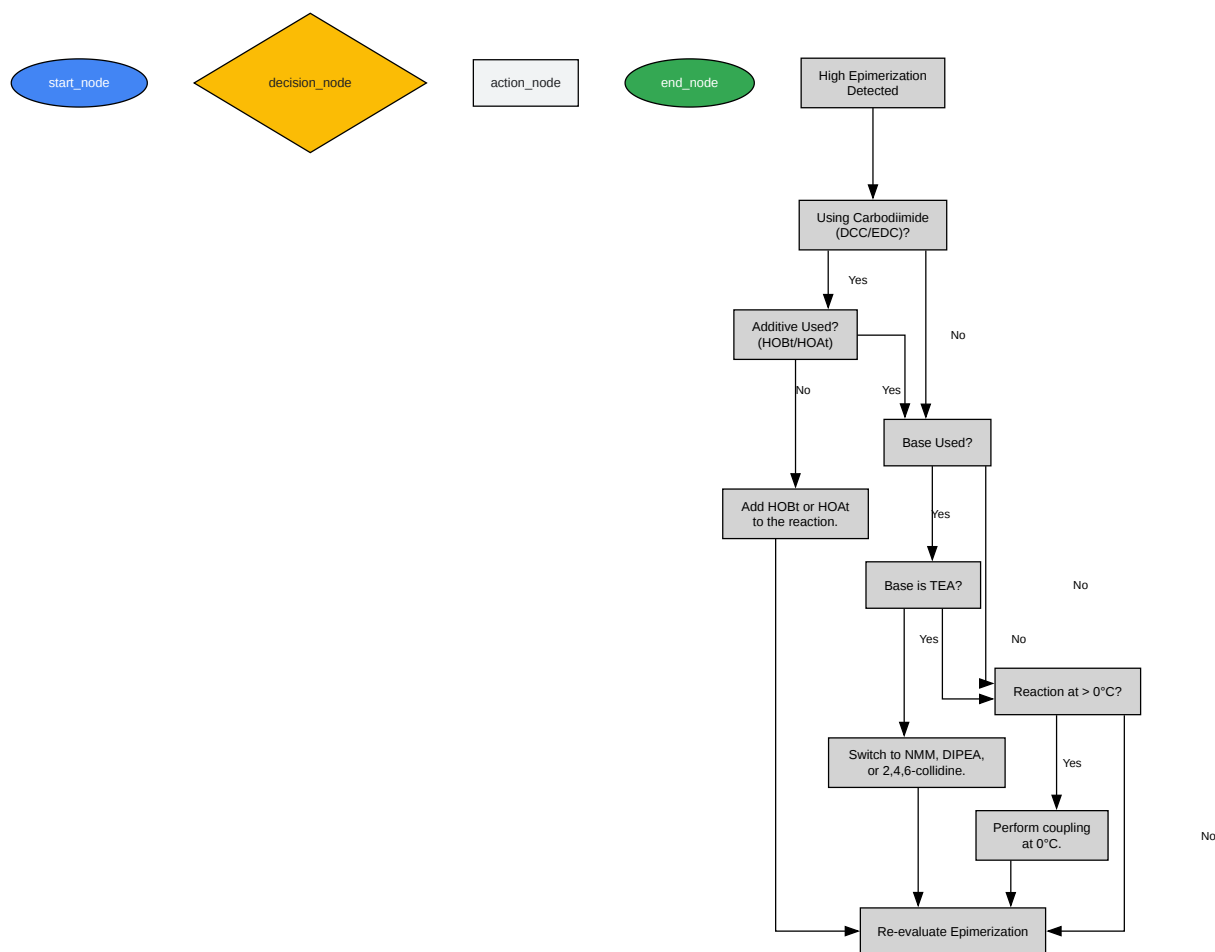 start_node
decision_node
action_node
end_node
High Epimerization
Detected
Using Carbodiimide
(DCC/EDC)?
Yes
Additive Used?
(HOBt/HOAt)
No
No
Yes
Base Used?
Add HOBt or HOAt
to the reaction.
Yes
Base is TEA?
No
Yes
No
Reaction at > 0°C?
Switch to NMM, DIPEA,
or 2,4,6-collidine.
Yes
Perform coupling
at 0°C.
No
Re-evaluate Epimerization